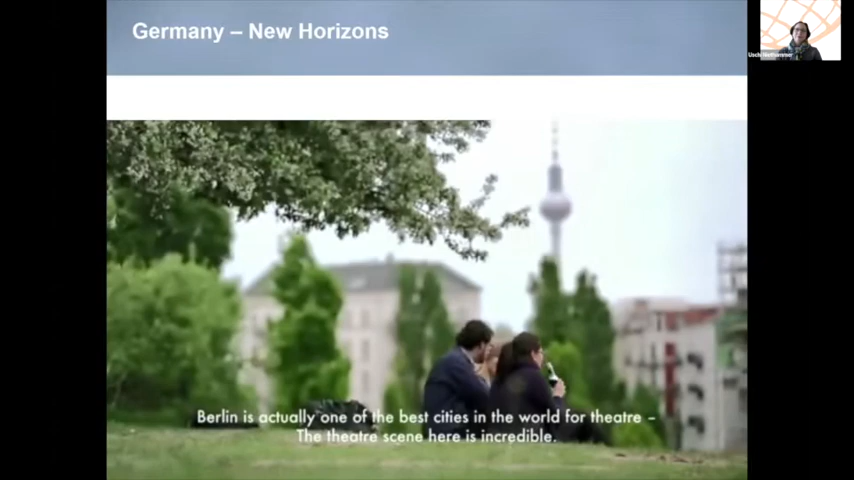 Germany – New Horizons
Berlin is actually one of the best cities in the world for theatre –
The theatre scene here is incredible.